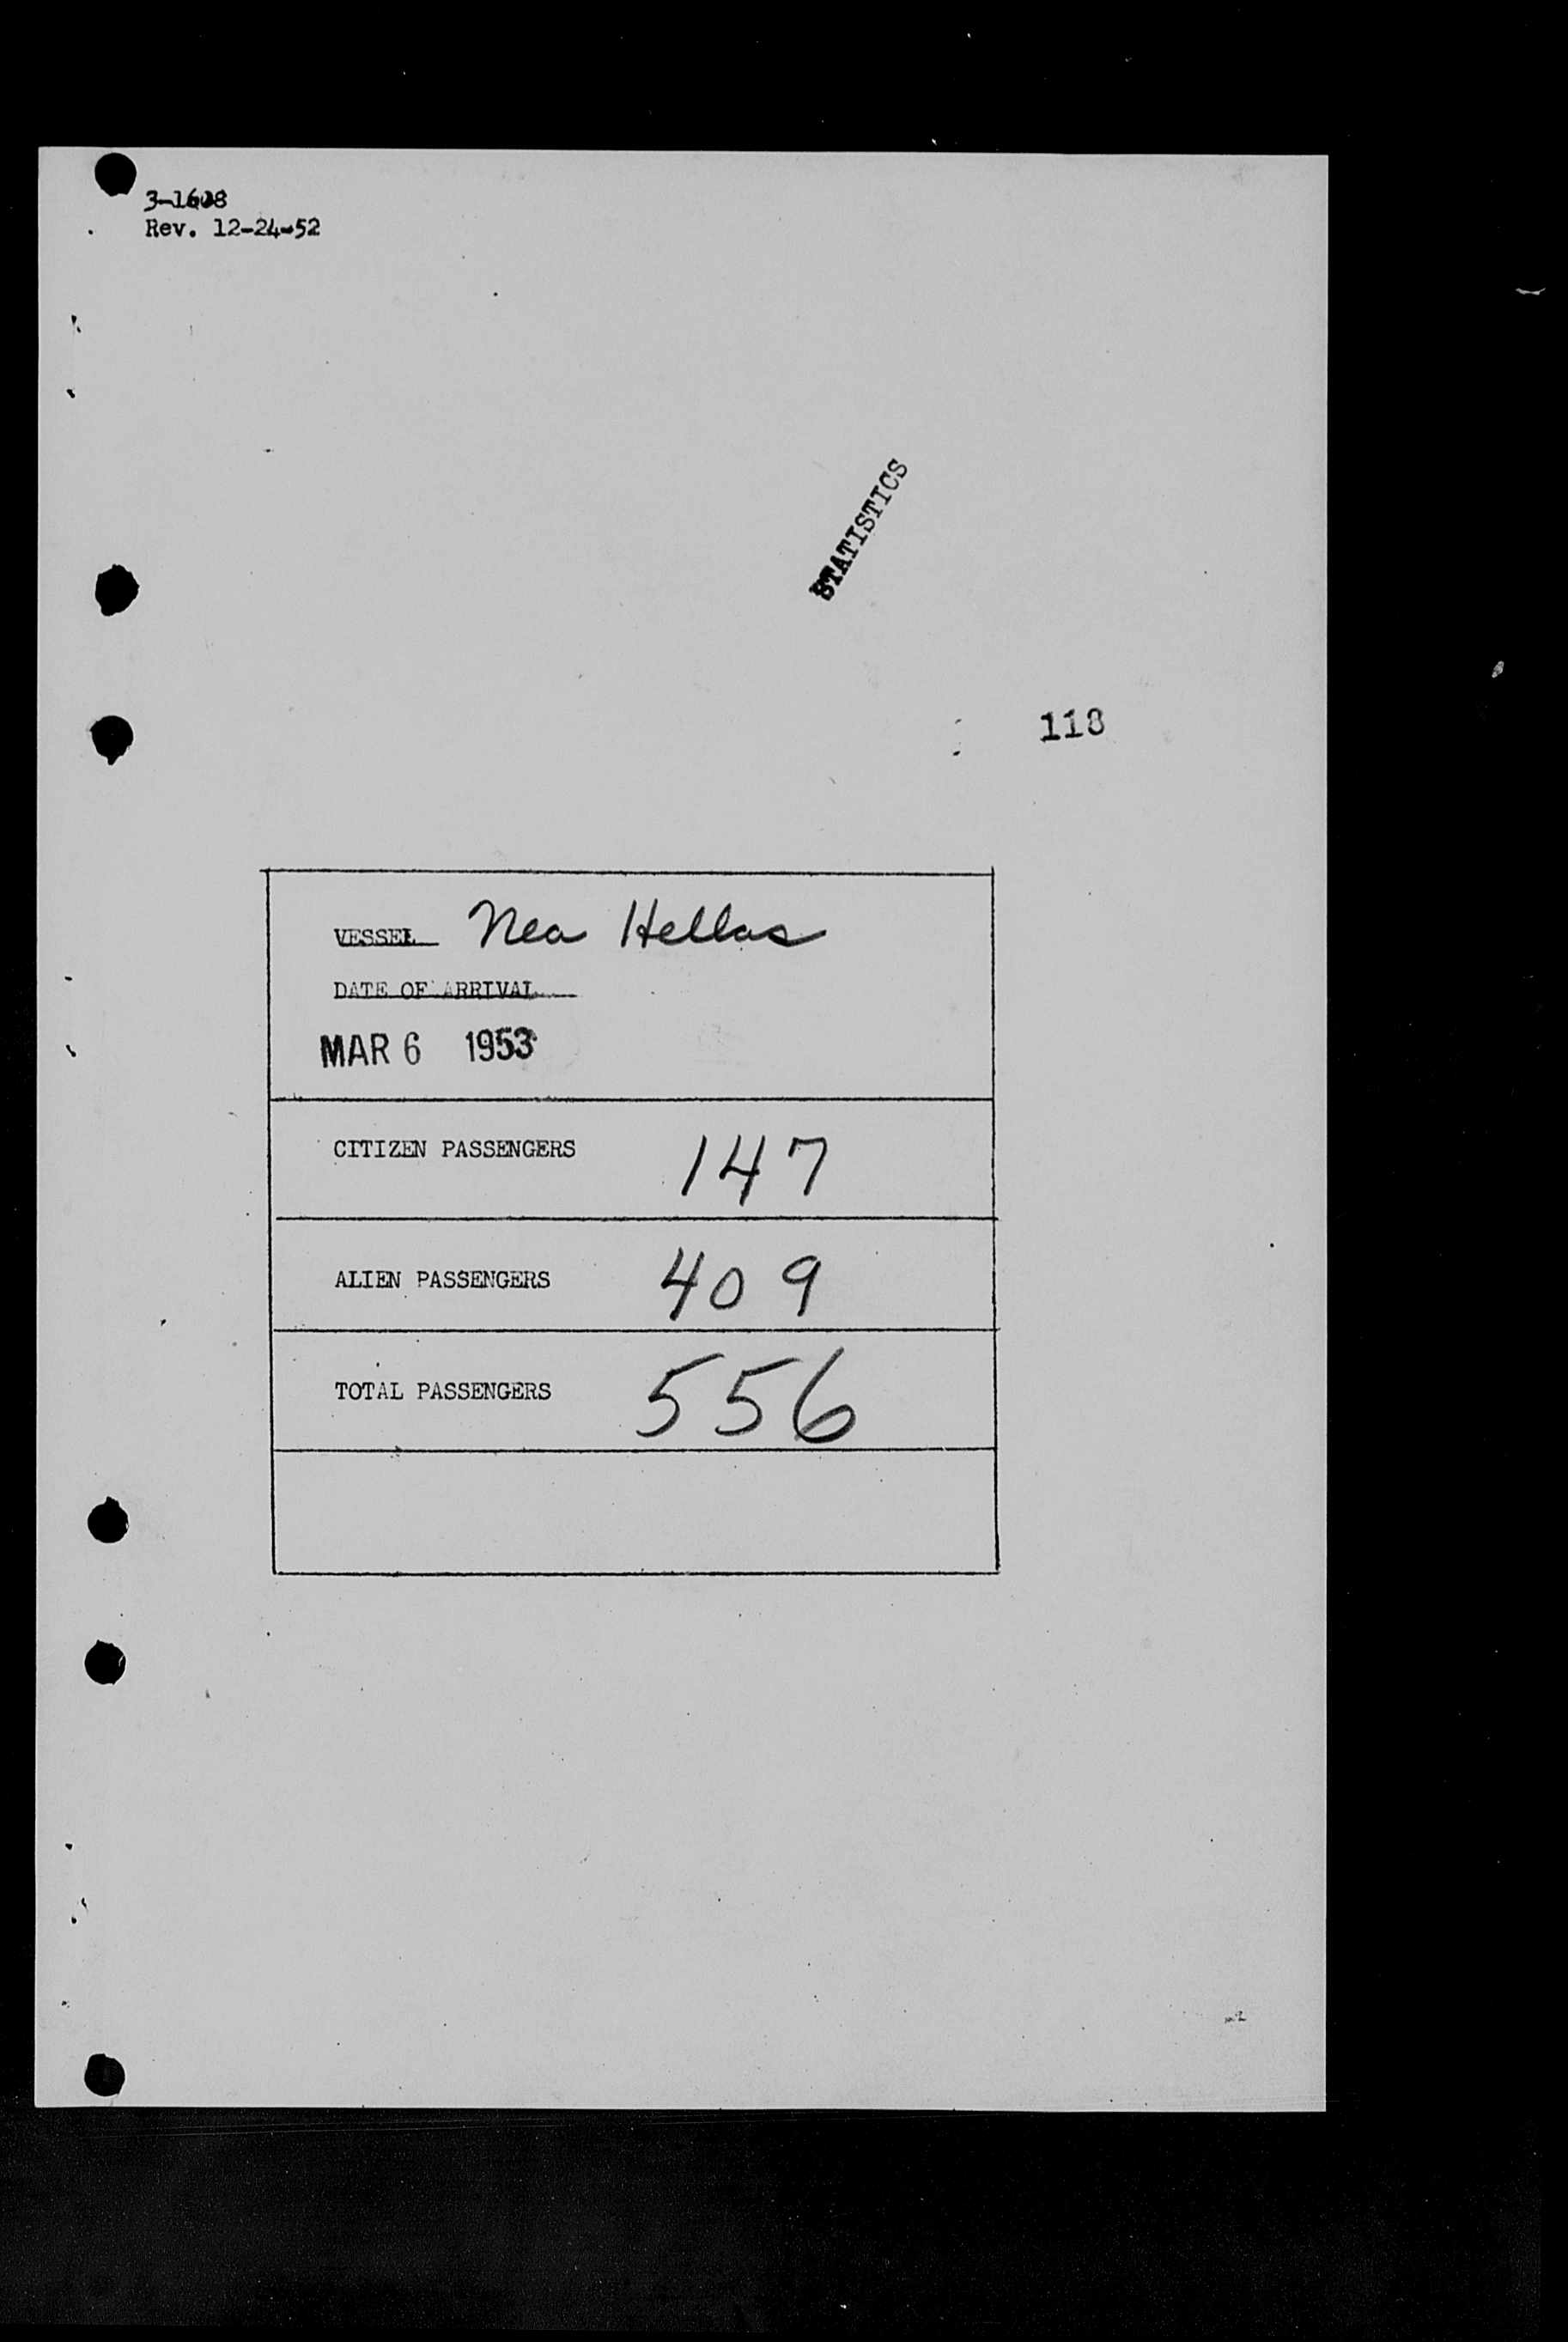 3-1608
Rev. 12-24-52
STATISTICS
118
VESSEL Nea Hellas
DATE OF ARRIVAL
MAR 6 1953
CITIZEN PASSENGERS 147
ALIEN PASSENGERS 409
TOTAL PASSENGERS 556